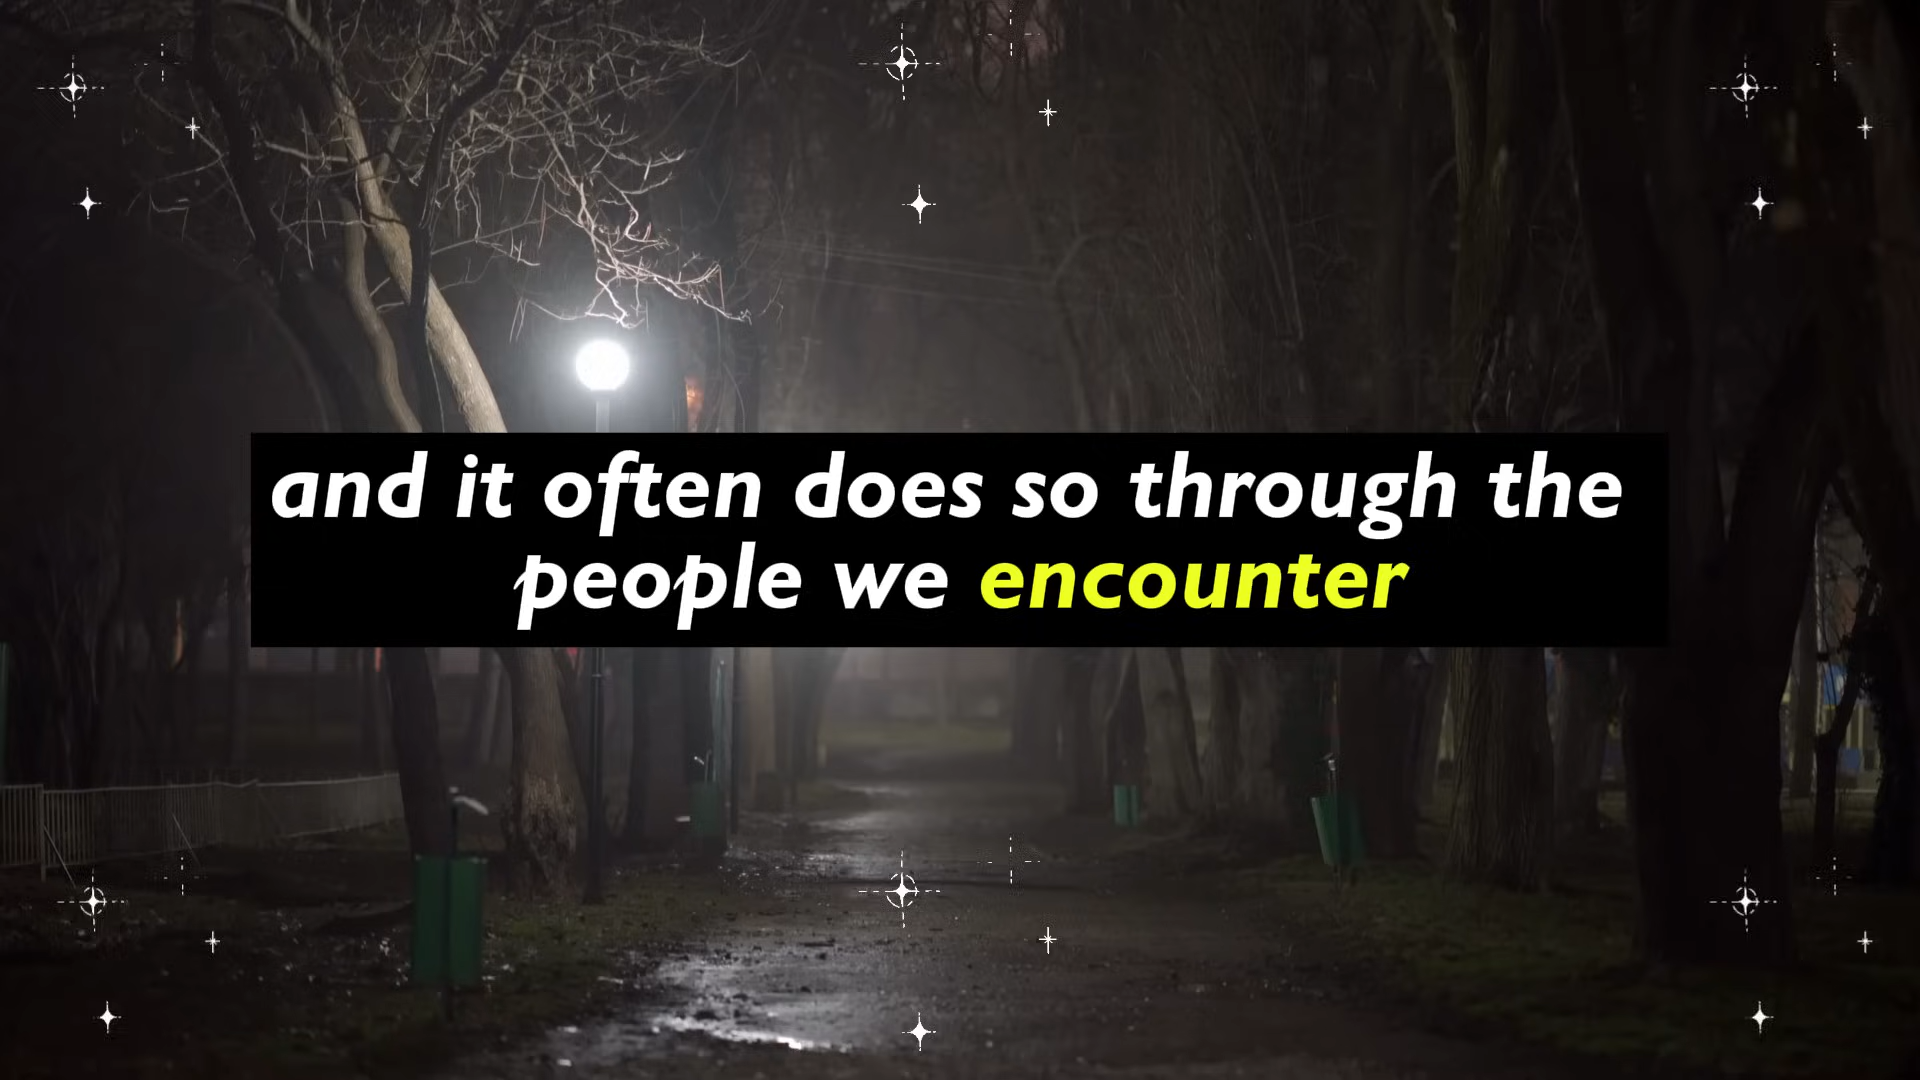 and it often does so through the
people we encounter